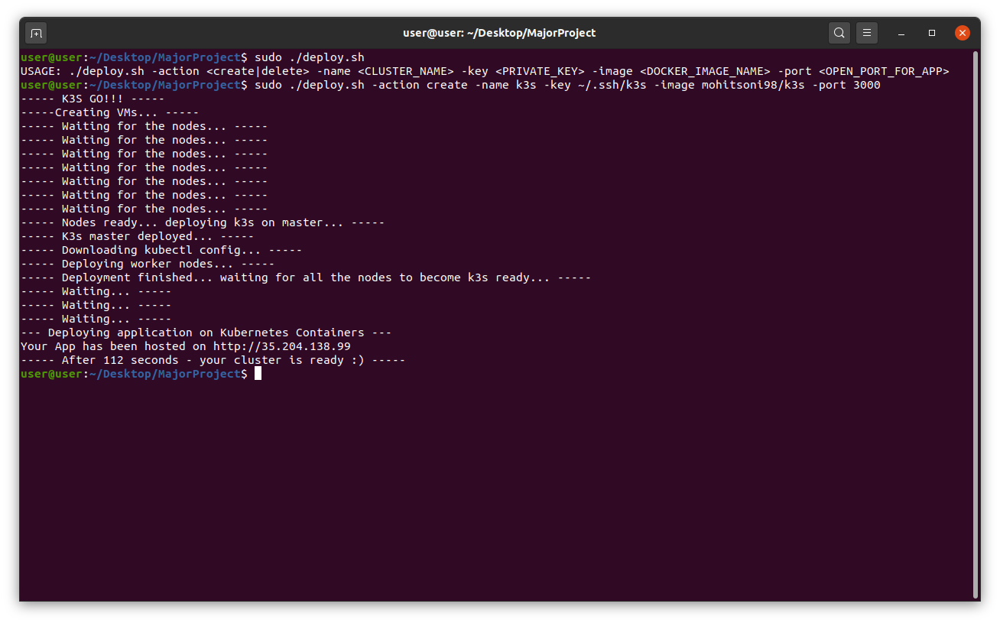 user@user: ~/Desktop/MajorProject
user@user:~/Desktop/MajorProject$ sudo ./deploy.sh
USAGE: ./deploy.sh -action <create|delete> -name <CLUSTER_NAME> -key <PRIVATE_KEY> -image <DOCKER_IMAGE_NAME> -port <OPEN_PORT_FOR_APP>
user@user:~/Desktop/MajorProject$ sudo ./deploy.sh -action create -name k3s -key ~/.ssh/k3s -image mohitsoni98/k3s -port 3000
----- K3S GO!!! -----
-----Creating VMs... -----
----- Waiting for the nodes... -----
----- Waiting for the nodes... -----
----- Waiting for the nodes... -----
----- Waiting for the nodes... -----
----- Waiting for the nodes... -----
----- Waiting for the nodes... -----
----- Waiting for the nodes... -----
----- Nodes ready... deploying k3s on master... -----
----- K3s master deployed... -----
----- Downloading kubectl config... -----
----- Deploying worker nodes... -----
----- Deployment finished... waiting for all the nodes to become k3s ready... -----
----- Waiting... -----
----- Waiting... -----
----- Waiting... -----
--- Deploying application on Kubernetes Containers ---
Your App has been hosted on http://35.204.138.99
----- After 112 seconds - your cluster is ready :) -----
user@user:~/Desktop/MajorProject$